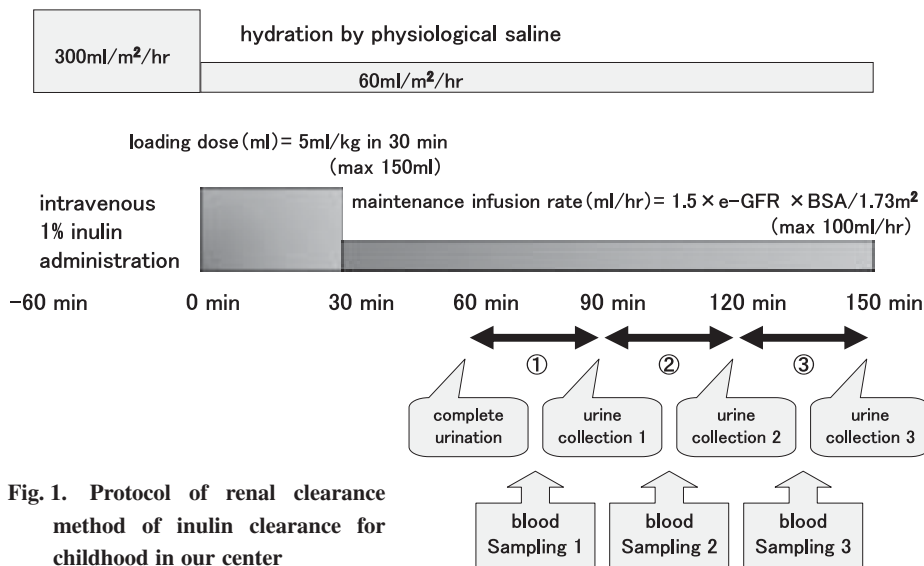 hydration by physiological saline
300ml/m²/hr
60ml/m²/hr
loading dose(ml)= 5ml/kg in 30 min
(max 150ml)
intravenous
1% inulin
administration
maintenance infusion rate(ml/hr)= 1.5×e-GFR ×BSA/1.73m²
(max 100ml/hr)
-60 min 0 min 30 min 60 min 90 min 120 min 150 min
① ② ③
complete
urination
urine
collection 1
urine
collection 2
urine
collection 3
blood
Sampling 1
blood
Sampling 2
blood
Sampling 3
Fig. 1. Protocol of renal clearance
method of inulin clearance for
childhood in our center